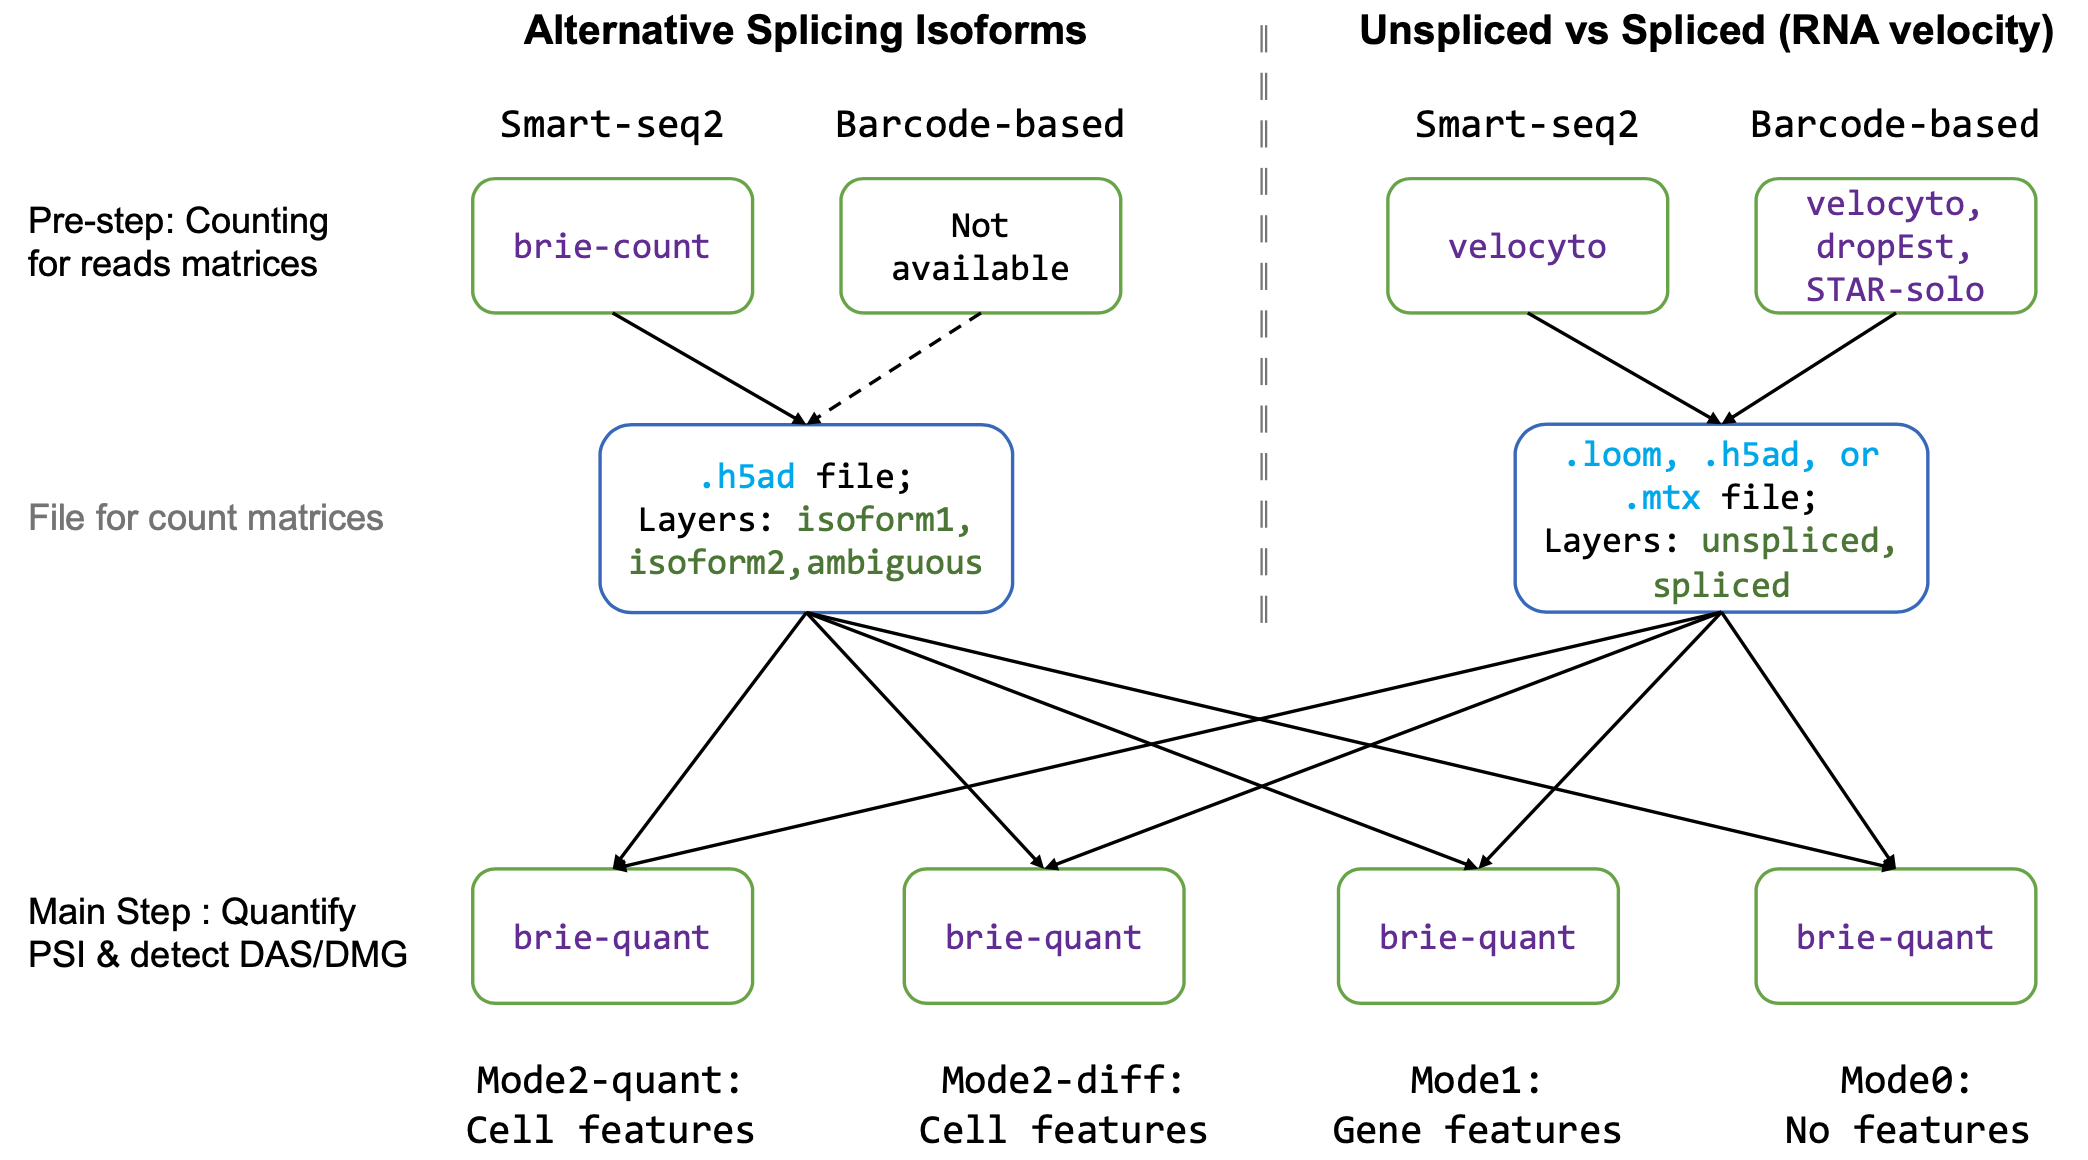 Alternative Splicing Isoforms
Unspliced vs Spliced (RNA velocity)
Smart-seq2
Barcode-based
Smart-seq2
Barcode-based
Pre-step: Counting
for reads matrices
brie-count
Not
available
velocyto
velocyto,
dropEst,
STAR-solo
File for count matrices
.h5ad file;
Layers: isoform1,
isoform2,ambiguous
.loom, .h5ad, or
.mtx file;
Layers: unspliced,
spliced
Main Step : Quantify
PSI & detect DAS/DMG
brie-quant
brie-quant
brie-quant
brie-quant
Mode2-quant:
Cell features
Mode2-diff:
Cell features
Mode1:
Gene features
Mode0:
No features